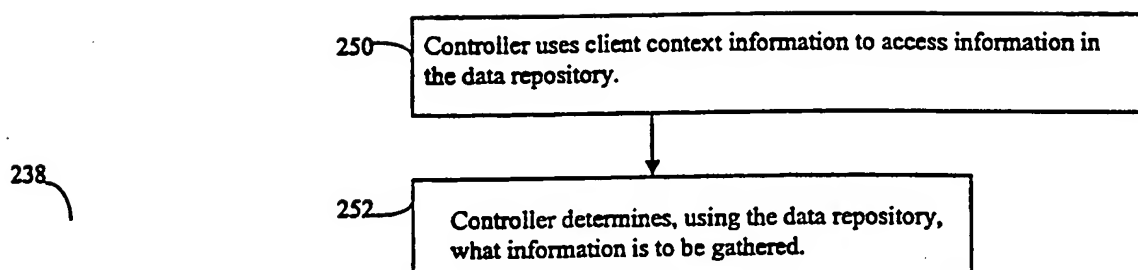 250 Controller uses client context information to access information in
the data repository.
238
252 Controller determines, using the data repository,
what information is to be gathered.